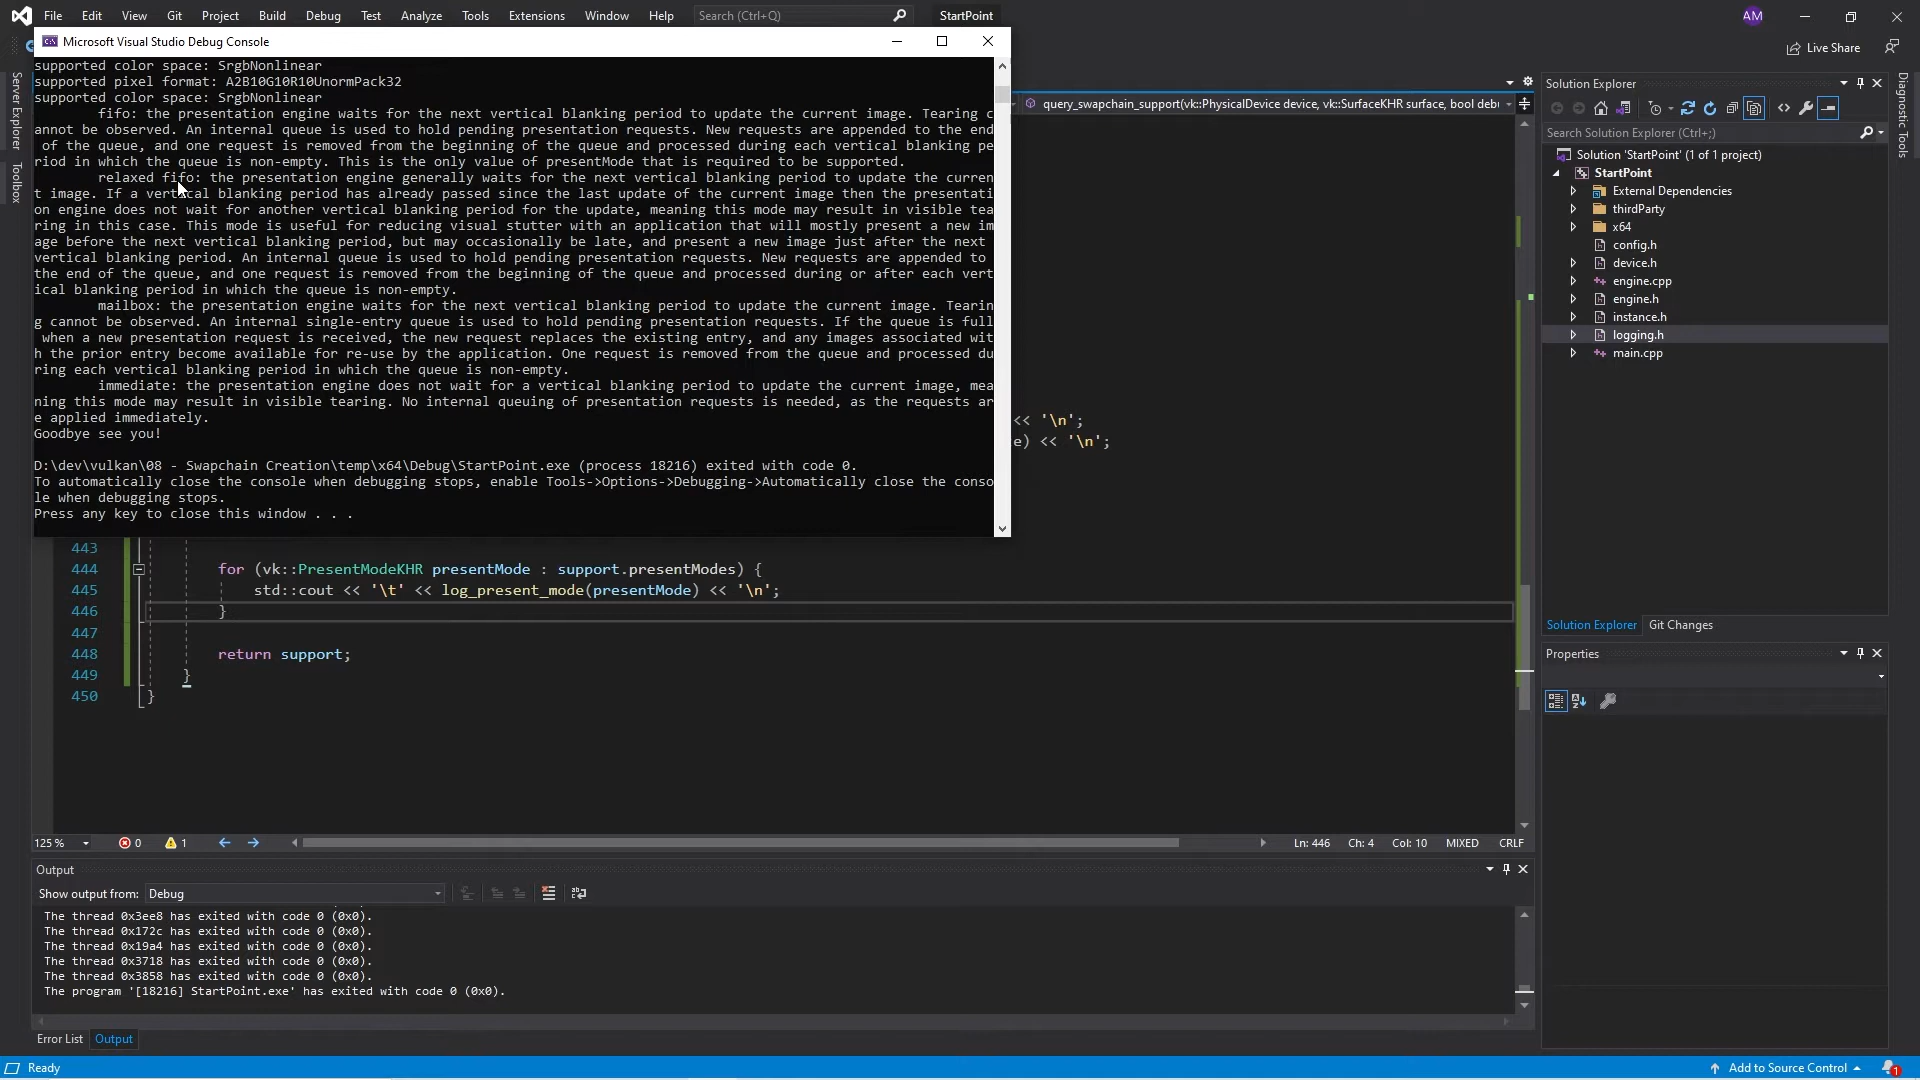 File Edit View Git Project Build Debug Test Analyze Tools Extensions Window Help Search (Ctrl+Q) StartPoint AM
Live Share
Microsoft Visual Studio Debug Console
supported color space: SrgbNonlinear
supported pixel format: A2B10G10R10UnormPack32
supported color space: SrgbNonlinear
fifo: the presentation engine waits for the next vertical blanking period to update the current image. Tearing c
annot be observed. An internal queue is used to hold pending presentation requests. New requests are appended to the end
of the queue, and one request is removed from the beginning of the queue and processed during each vertical blanking pe
riod in which the queue is non-empty. This is the only value of presentMode that is required to be supported.
relaxed fifo: the presentation engine generally waits for the next vertical blanking period to update the curren
t image. If a vertical blanking period has already passed since the last update of the current image then the presentati
on engine does not wait for another vertical blanking period for the update, meaning this mode may result in visible tea
ring in this case. This mode is useful for reducing visual stutter with an application that will mostly present a new im
age before the next vertical blanking period, but may occasionally be late, and present a new image just after the next
vertical blanking period. An internal queue is used to hold pending presentation requests. New requests are appended to
the end of the queue, and one request is removed from the beginning of the queue and processed during or after each vert
ical blanking period in which the queue is non-empty.
mailbox: the presentation engine waits for the next vertical blanking period to update the current image. Tearin
g cannot be observed. An internal single-entry queue is used to hold pending presentation requests. If the queue is full
when a new presentation request is received, the new request replaces the existing entry, and any images associated wit
h the prior entry become available for re-use by the application. One request is removed from the queue and processed du
ring each vertical blanking period in which the queue is non-empty.
immediate: the presentation engine does not wait for a vertical blanking period to update the current image, mea
ning this mode may result in visible tearing. No internal queuing of presentation requests is needed, as the requests ar
e applied immediately.
Goodbye see you!
D:\dev\vulkan\08 - Swapchain Creation\temp\x64\Debug\StartPoint.exe (process 18216) exited with code 0.
To automatically close the console when debugging stops, enable Tools->Options->Debugging->Automatically close the conso
le when debugging stops.
Press any key to close this window . . .
Server Explorer
Toolbox
query_swapchain_support(vk::PhysicalDevice device, vk::SurfaceKHR surface, bool debu
<< '\n';
e) << '\n';
443
444 for (vk::PresentModeKHR presentMode : support.presentModes) {
445 std::cout << '\t' << log_present_mode(presentMode) << '\n';
446 }
447
448 return support;
449 }
450 }
125 % 0 1 Ln: 446 Ch: 4 Col: 10 MIXED CRLF
Output
Show output from: Debug
The thread 0x3ee8 has exited with code 0 (0x0).
The thread 0x172c has exited with code 0 (0x0).
The thread 0x19a4 has exited with code 0 (0x0).
The thread 0x3718 has exited with code 0 (0x0).
The thread 0x3858 has exited with code 0 (0x0).
The program '[18216] StartPoint.exe' has exited with code 0 (0x0).
Error List Output
Solution Explorer
Search Solution Explorer (Ctrl+;)
Solution 'StartPoint' (1 of 1 project)
StartPoint
External Dependencies
thirdParty
x64
config.h
device.h
engine.cpp
engine.h
instance.h
logging.h
main.cpp
Solution Explorer Git Changes
Properties
Diagnostic Tools
Ready Add to Source Control 1